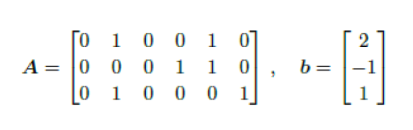 A = [0 1 0 0 1 0] , b = [2]
[0 0 0 1 1 0] [−1]
[0 1 0 0 0 1] [1]